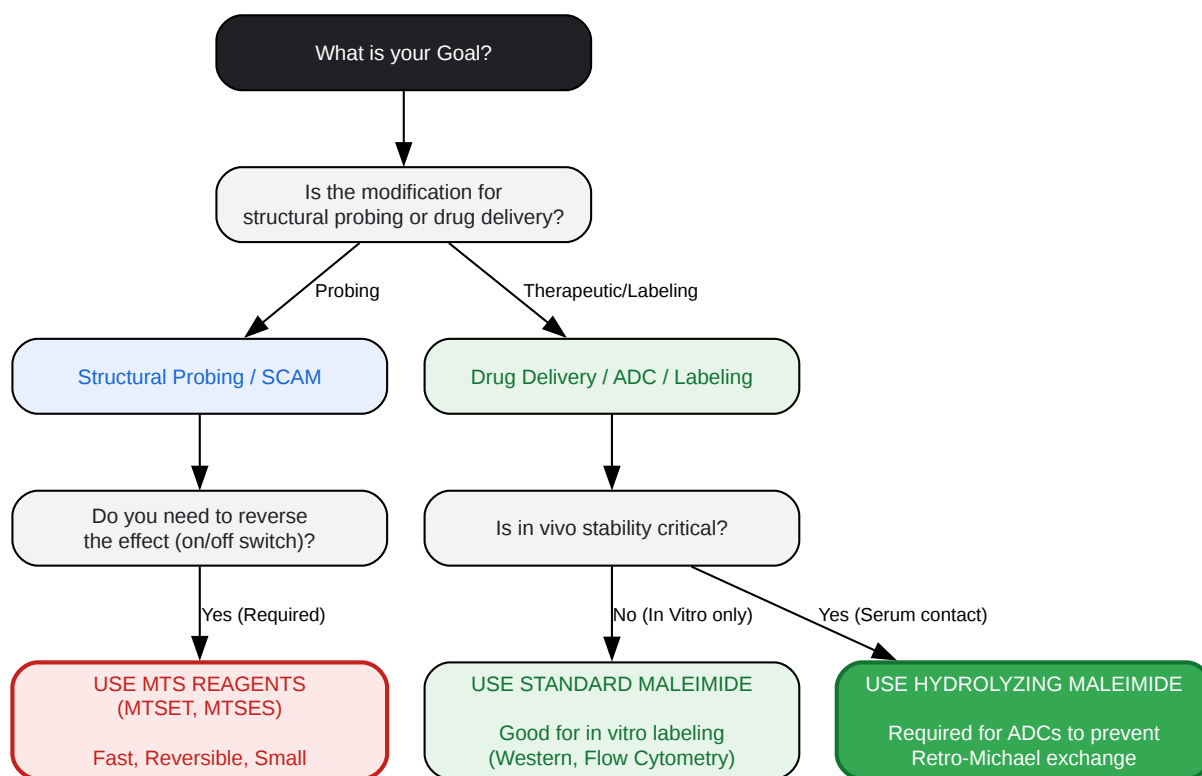 What is your Goal?
Is the modification for
structural probing or drug delivery?
Probing
Therapeutic/Labeling
Structural Probing / SCAM
Drug Delivery / ADC / Labeling
Do you need to reverse
the effect (on/off switch)?
Is in vivo stability critical?
Yes (Required)
No (In Vitro only)
Yes (Serum contact)
USE MTS REAGENTS
(MTSET, MTSES)
Fast, Reversible, Small
USE STANDARD MALEIMIDE
Good for in vitro labeling
(Western, Flow Cytometry)
USE HYDROLYZING MALEIMIDE
Required for ADCs to prevent
Retro-Michael exchange